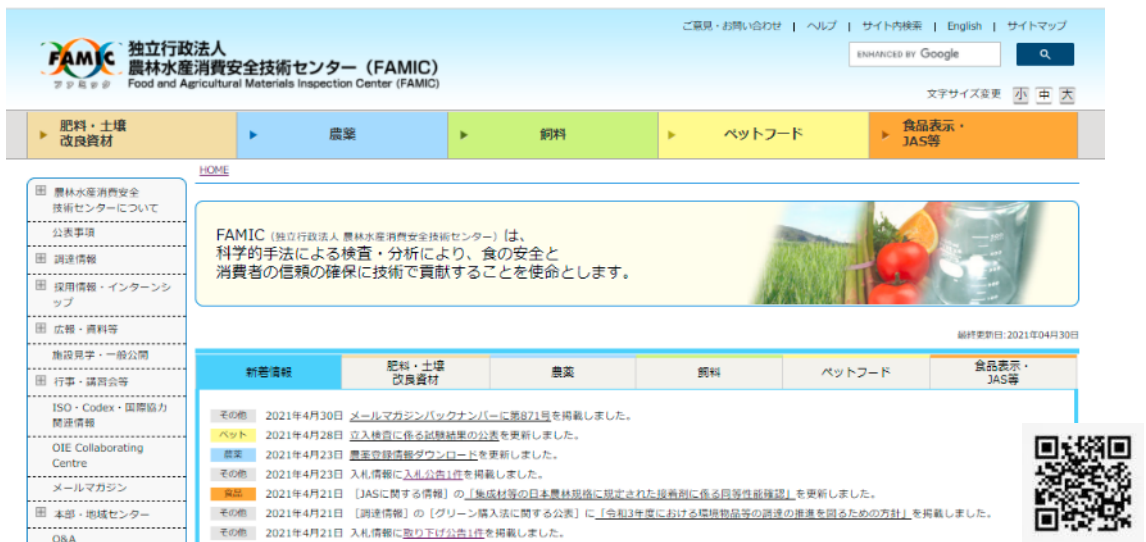 ご意見・お問い合わせ | ヘルプ | サイト内検索 | English | サイトマップ
FAMIC
ファミック
独立行政法人
農林水産消費安全技術センター（FAMIC）
Food and Agricultural Materials Inspection Center (FAMIC)
ENHANCED BY Google
文字サイズ変更 小 中 大
肥料・土壌
改良資材
農薬
飼料
ペットフード
食品表示・
JAS等
HOME
農林水産消費安全
技術センターについて
公表事項
調達情報
採用情報・インターンシ
ップ
広報・資料等
施設見学・一般公開
行事・講習会等
ISO・Codex・国際協力
関連情報
OIE Collaborating
Centre
メールマガジン
本部・地域センター
Q&A
FAMIC（独立行政法人 農林水産消費安全技術センター）は、
科学的手法による検査・分析により、食の安全と
消費者の信頼の確保に技術で貢献することを使命とします。
最終更新日:2021年04月30日
新着情報
肥料・土壌
改良資材
農薬
飼料
ペットフード
食品表示・
JAS等
その他 2021年4月30日 メールマガジンバックナンバーに第871号を掲載しました。
ペット 2021年4月28日 立入検査に係る試験結果の公表を更新しました。
農薬 2021年4月23日 農薬登録情報ダウンロードを更新しました。
その他 2021年4月23日 入札情報に入札公告1件を掲載しました。
食品 2021年4月21日 ［JASに関する情報］の「集成材等の日本農林規格に規定された接着剤に係る同等性能確認」を更新しました。
その他 2021年4月21日 ［調達情報］の［グリーン購入法に関する公表］に「令和3年度における環境物品等の調達の推進を図るための方針」を掲載しました。
その他 2021年4月21日 入札情報に取り下げ公告1件を掲載しました。